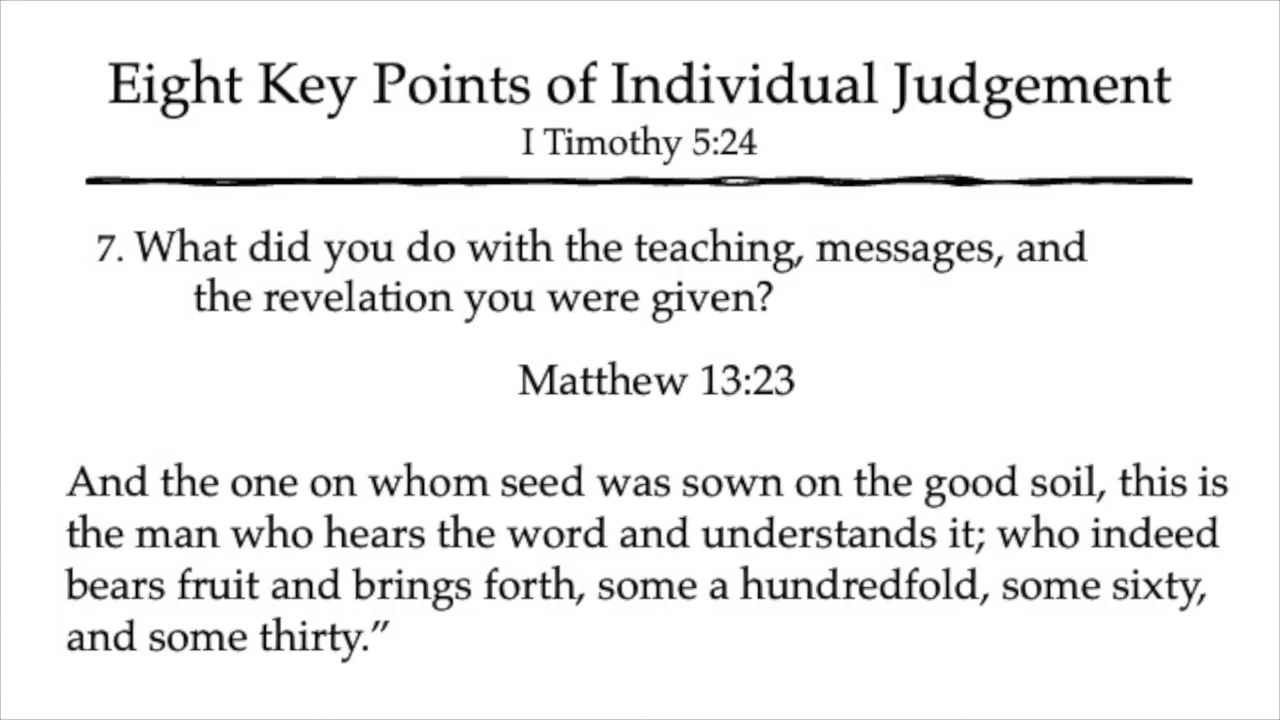 Eight Key Points of Individual Judgement
I Timothy 5:24
7. What did you do with the teaching, messages, and
the revelation you were given?
Matthew 13:23
And the one on whom seed was sown on the good soil, this is
the man who hears the word and understands it; who indeed
bears fruit and brings forth, some a hundredfold, some sixty,
and some thirty.”